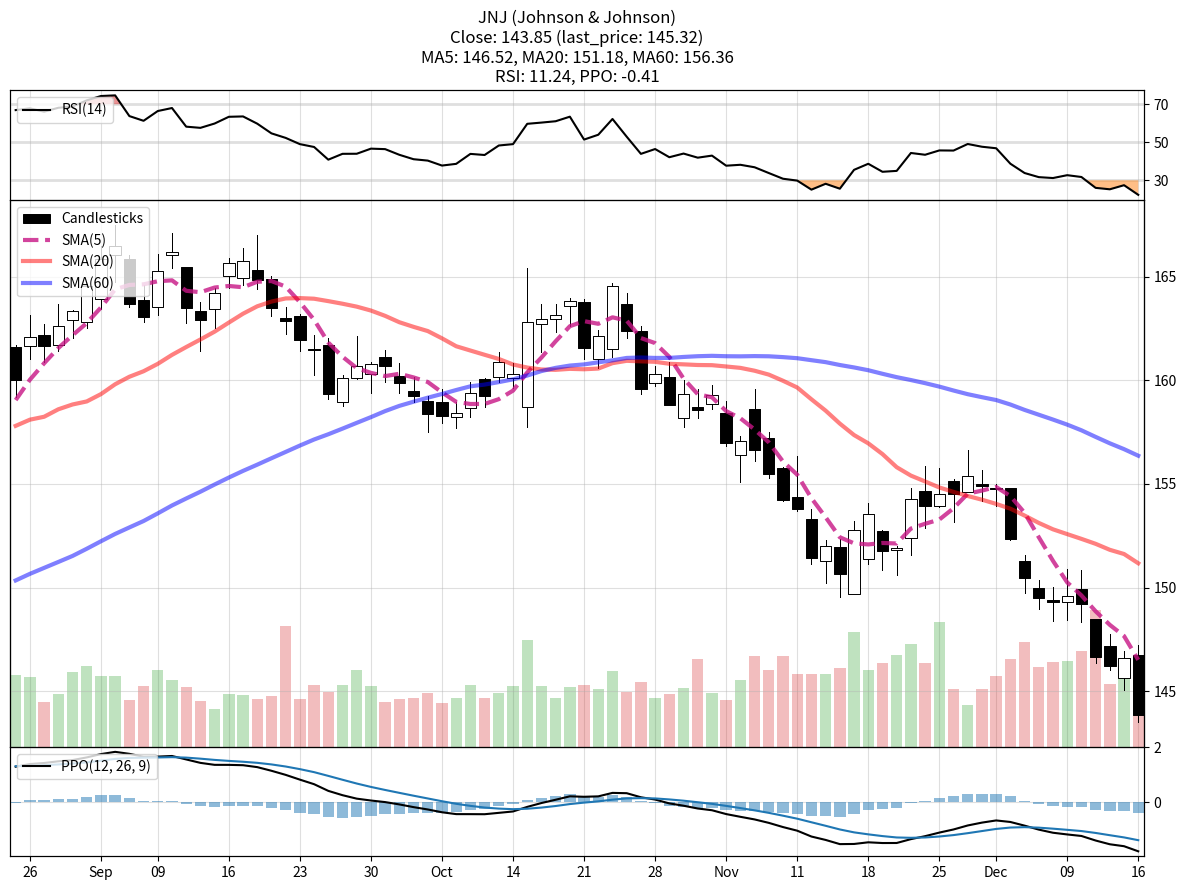 JNJ (Johnson & Johnson)
Close: 143.85 (last_price: 145.32)
MA5: 146.52, MA20: 151.18, MA60: 156.36
RSI: 11.24, PPO: -0.41
RSI(14)
70
50
30
Candlesticks
SMA(5)
SMA(20)
SMA(60)
165
160
155
150
145
PPO(12, 26, 9)
2
0
26 Sep 09 16 23 30 Oct 14 21 28 Nov 11 18 25 Dec 09 16